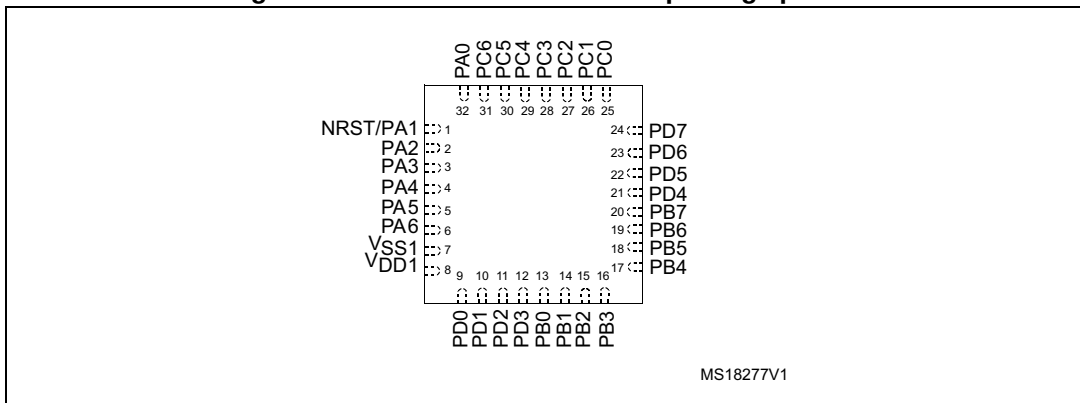 PA0 PC6 PC5 PC4 PC3 PC2 PC1 PC0
32 31 30 29 28 27 26 25
NRST/PA1 1
PA2 2
PA3 3
PA4 4
PA5 5
PA6 6
VSS1 7
VDD1 8
24 PD7
23 PD6
22 PD5
21 PD4
20 PB7
19 PB6
18 PB5
17 PB4
9 10 11 12 13 14 15 16
PD0 PD1 PD2 PD3 PB0 PB1 PB2 PB3
MS18277V1